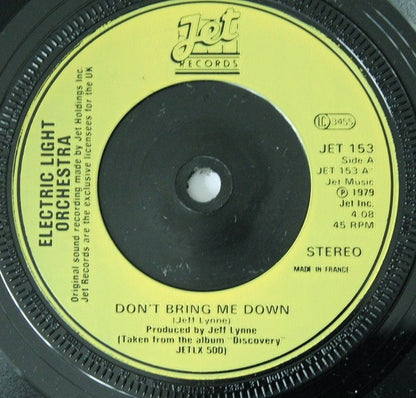 Jet
RECORDS
LC 3455
JET 153
Side A
JET 153 A
Jet Music
℗ 1979
Jet Inc.
4.08
45 RPM
STEREO
MADE IN FRANCE
ELECTRIC LIGHT
ORCHESTRA
Original sound recording made by Jet Holdings Inc.
Jet Records are the exclusive licensees for the UK
DON'T BRING ME DOWN
(Jeff Lynne)
Produced by Jeff Lynne
(Taken from the album "Discovery"
JETLX 500)